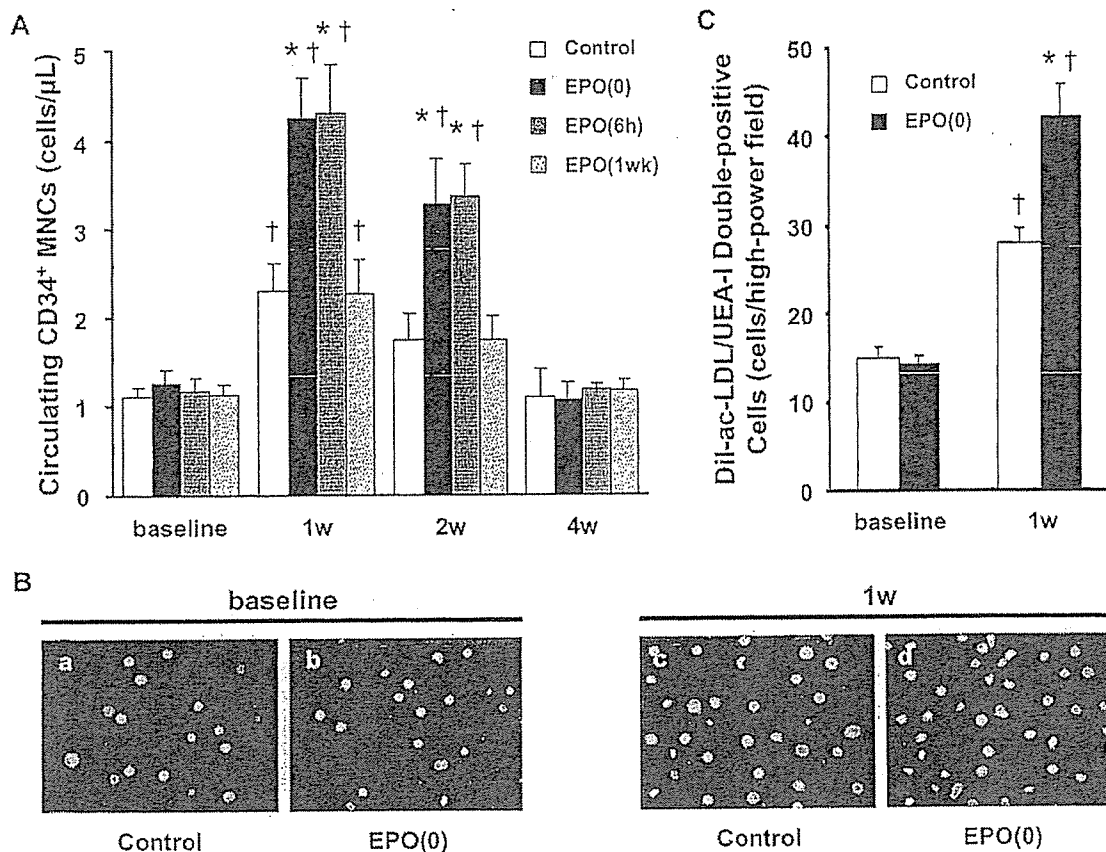 A
Circulating CD34+ MNCs (cells/µL)
5
4
3
2
1
0
* †
* †
†
†
* †
* †
Control
EPO(0)
EPO(6h)
EPO(1wk)
baseline
1w
2w
4w
C
Dil-ac-LDL/UEA-I Double-positive
Cells (cells/high-power field)
50
40
30
20
10
0
Control
EPO(0)
†
* †
baseline
1w
B
baseline
1w
a
b
c
d
Control
EPO(0)
Control
EPO(0)